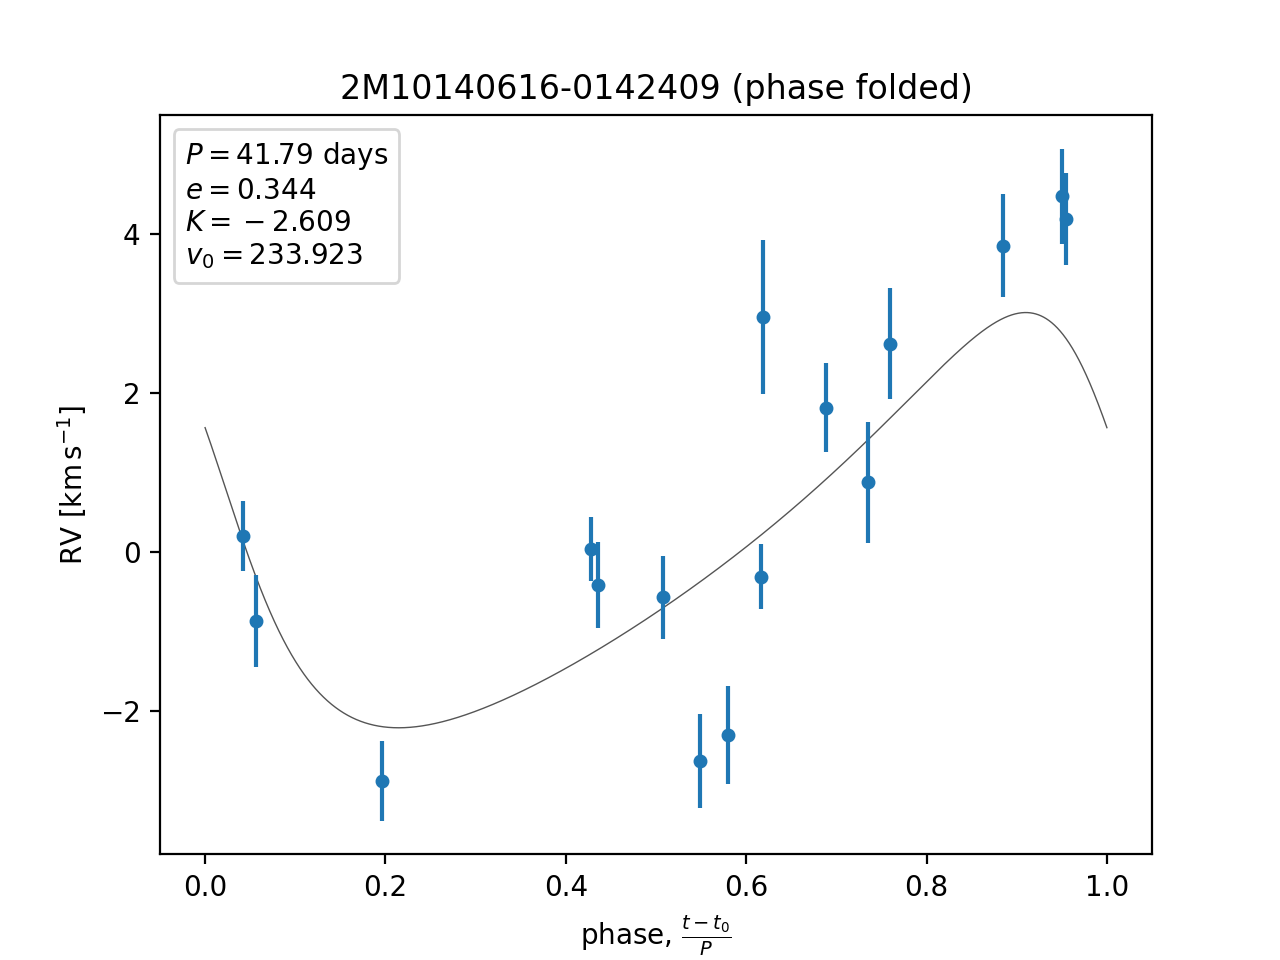 2M10140616-0142409 (phase folded)
P = 41.79 days
e = 0.344
K = −2.609
v₀ = 233.923
RV [km s⁻¹]
4
2
0
−2
0.0 0.2 0.4 0.6 0.8 1.0
phase, (t − t₀)/P